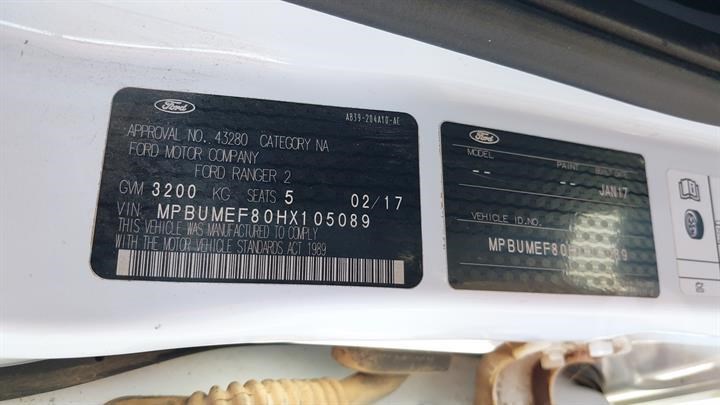 Ford
AB39-204A10-AE
APPROVAL NO. 43280 CATEGORY NA
FORD MOTOR COMPANY
FORD RANGER 2
GVM 3200 KG SEATS 5 02/17
VIN: MPBUMEF80HX105089
THIS VEHICLE WAS MANUFACTURED TO COMPLY
WITH THE MOTOR VEHICLE STANDARDS ACT 1989
Ford
MODEL PAINT BUILT DATE
-- -- JAN17
VEHICLE ID NO.